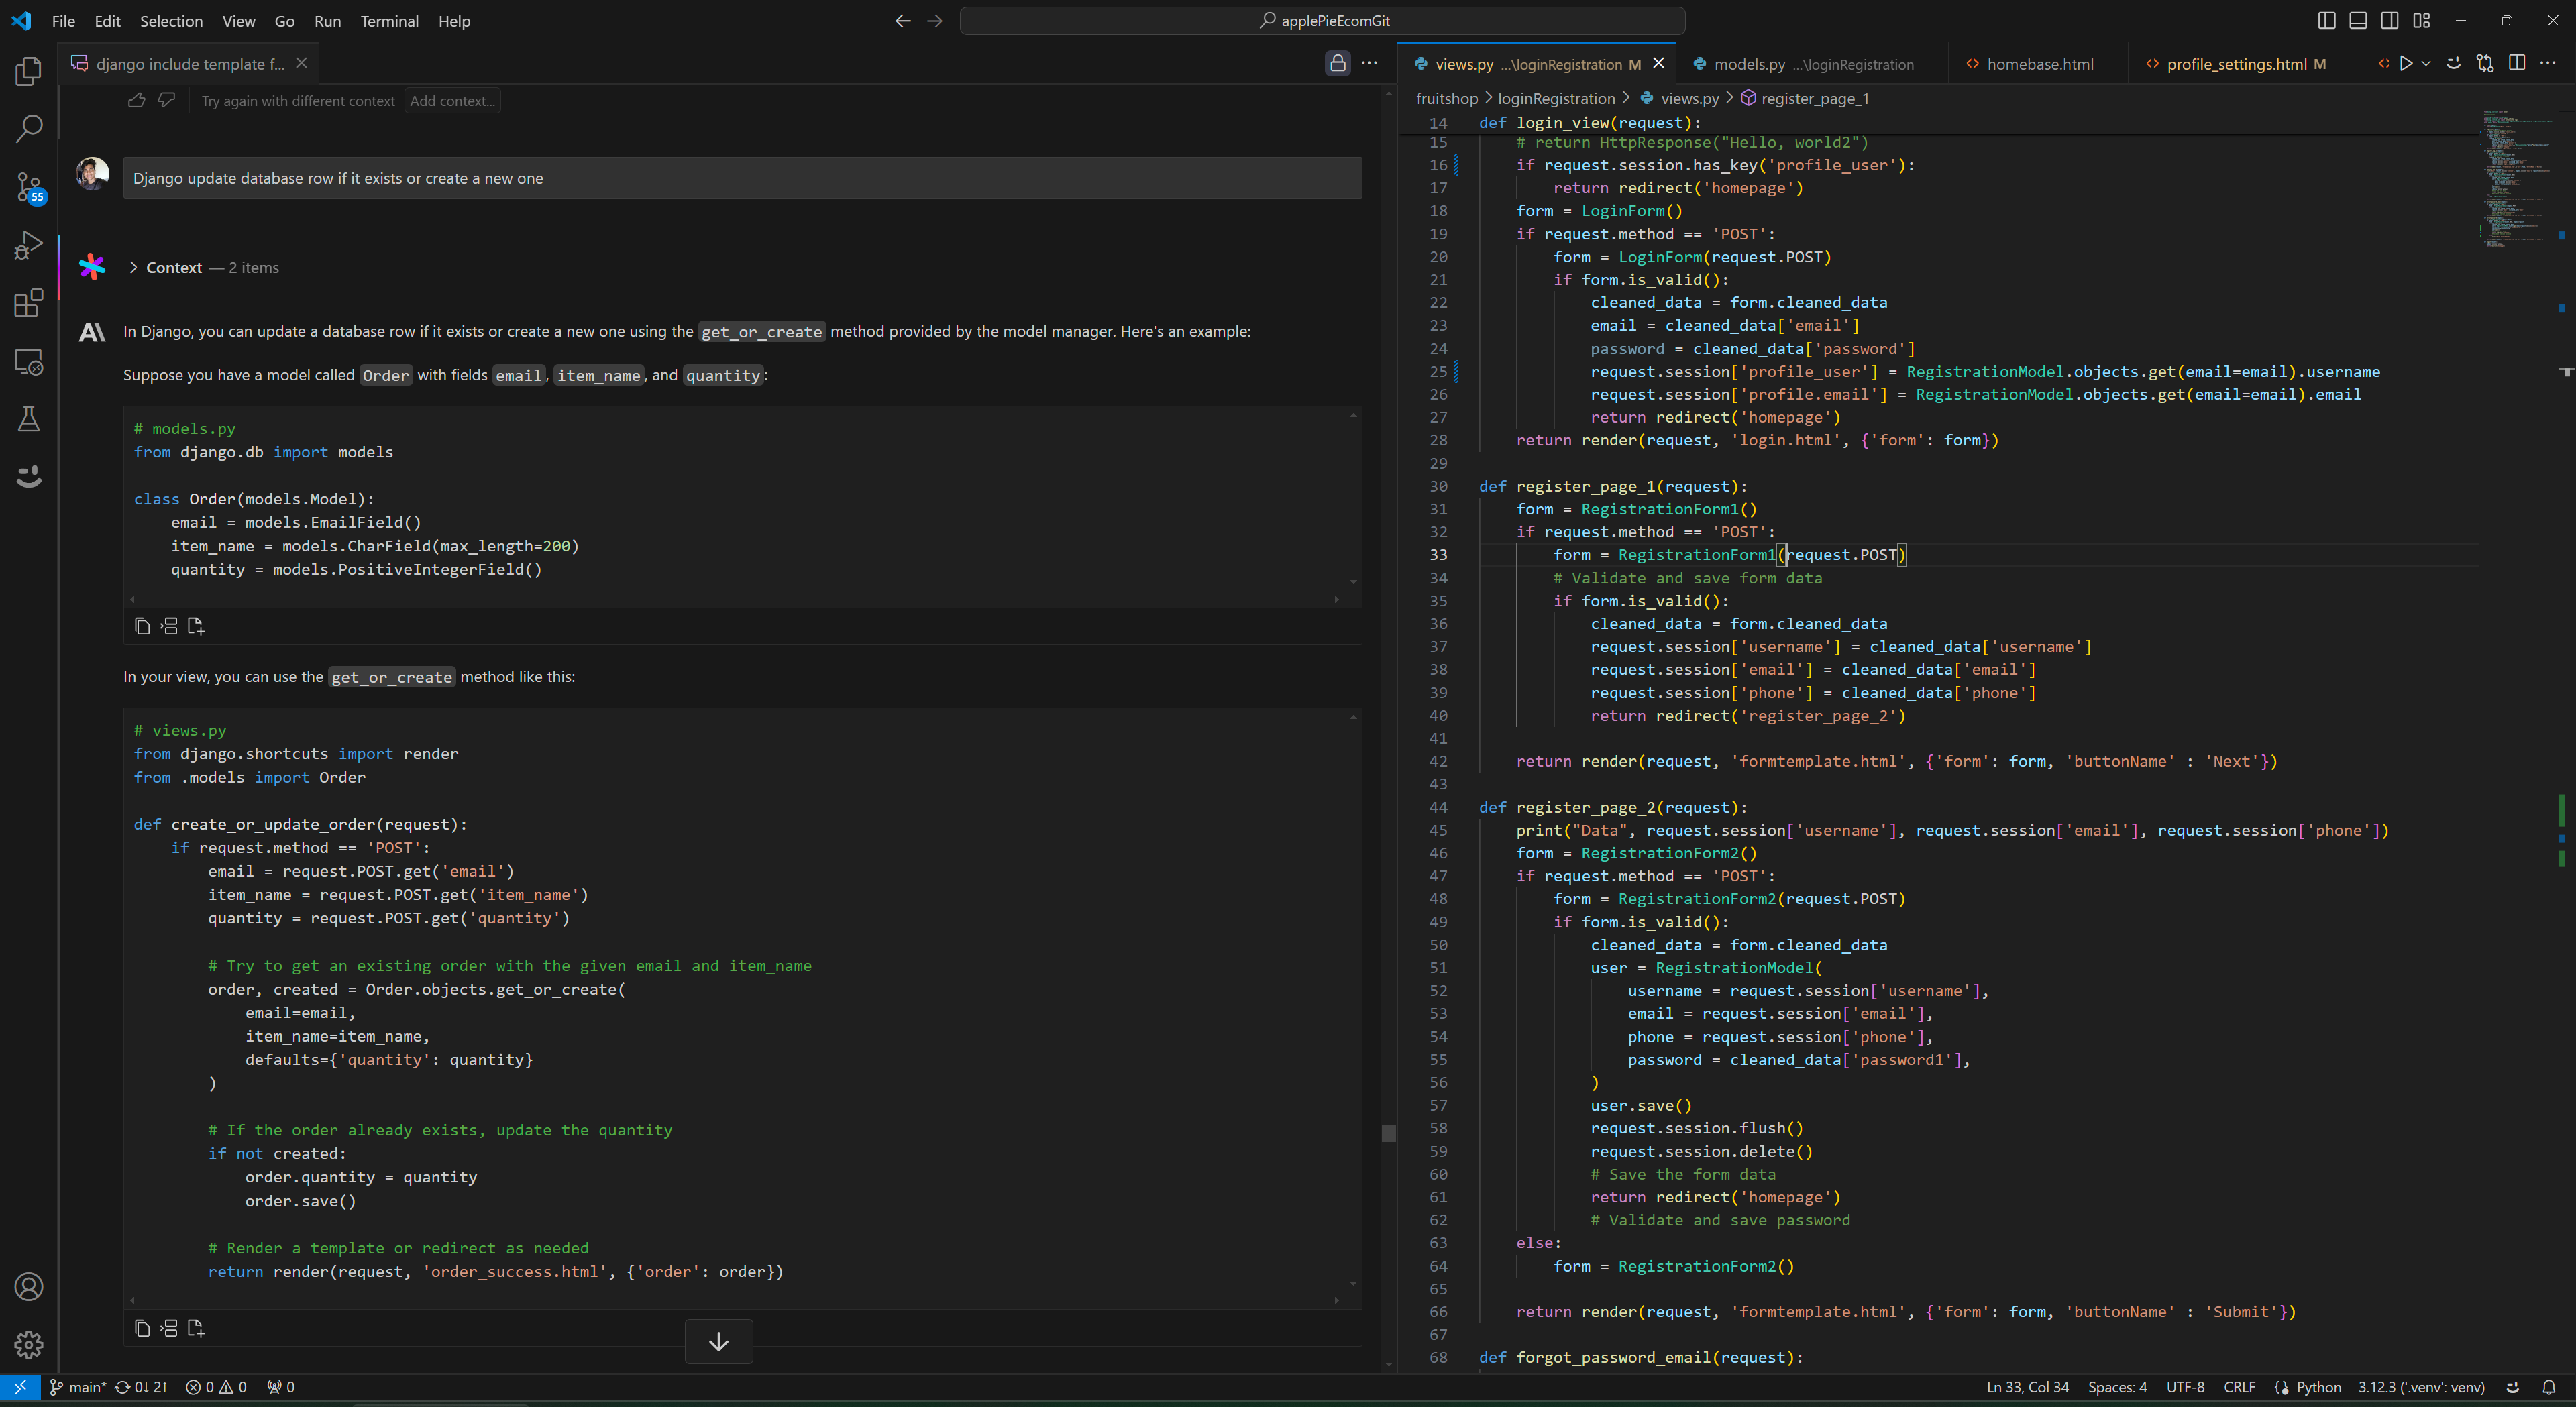 File Edit Selection View Go Run Terminal Help
applePieEcomGit
django include template f...
Try again with different context Add context...
Django update database row if it exists or create a new one
55
Context — 2 items
In Django, you can update a database row if it exists or create a new one using the get_or_create method provided by the model manager. Here's an example:
Suppose you have a model called Order with fields email, item_name, and quantity:
# models.py
from django.db import models
class Order(models.Model):
    email = models.EmailField()
    item_name = models.CharField(max_length=200)
    quantity = models.PositiveIntegerField()
In your view, you can use the get_or_create method like this:
# views.py
from django.shortcuts import render
from .models import Order
def create_or_update_order(request):
    if request.method == 'POST':
        email = request.POST.get('email')
        item_name = request.POST.get('item_name')
        quantity = request.POST.get('quantity')
        # Try to get an existing order with the given email and item_name
        order, created = Order.objects.get_or_create(
            email=email,
            item_name=item_name,
            defaults={'quantity': quantity}
        )
        # If the order already exists, update the quantity
        if not created:
            order.quantity = quantity
            order.save()
        # Render a template or redirect as needed
        return render(request, 'order_success.html', {'order': order})
views.py ...\loginRegistration M
models.py ...\loginRegistration
homebase.html
profile_settings.html M
fruitshop > loginRegistration > views.py > register_page_1
14 def login_view(request):
15     # return HttpResponse("Hello, world2")
16     if request.session.has_key('profile_user'):
17         return redirect('homepage')
18     form = LoginForm()
19     if request.method == 'POST':
20         form = LoginForm(request.POST)
21         if form.is_valid():
22             cleaned_data = form.cleaned_data
23             email = cleaned_data['email']
24             password = cleaned_data['password']
25             request.session['profile_user'] = RegistrationModel.objects.get(email=email).username
26             request.session['profile.email'] = RegistrationModel.objects.get(email=email).email
27             return redirect('homepage')
28     return render(request, 'login.html', {'form': form})
29
30 def register_page_1(request):
31     form = RegistrationForm1()
32     if request.method == 'POST':
33         form = RegistrationForm1(request.POST)
34         # Validate and save form data
35         if form.is_valid():
36             cleaned_data = form.cleaned_data
37             request.session['username'] = cleaned_data['username']
38             request.session['email'] = cleaned_data['email']
39             request.session['phone'] = cleaned_data['phone']
40             return redirect('register_page_2')
41
42     return render(request, 'formtemplate.html', {'form': form, 'buttonName' : 'Next'})
43
44 def register_page_2(request):
45     print("Data", request.session['username'], request.session['email'], request.session['phone'])
46     form = RegistrationForm2()
47     if request.method == 'POST':
48         form = RegistrationForm2(request.POST)
49         if form.is_valid():
50             cleaned_data = form.cleaned_data
51             user = RegistrationModel(
52                 username = request.session['username'],
53                 email = request.session['email'],
54                 phone = request.session['phone'],
55                 password = cleaned_data['password1'],
56             )
57             user.save()
58             request.session.flush()
59             request.session.delete()
60             # Save the form data
61             return redirect('homepage')
62             # Validate and save password
63     else:
64         form = RegistrationForm2()
65
66     return render(request, 'formtemplate.html', {'form': form, 'buttonName' : 'Submit'})
67
68 def forgot_password_email(request):
main* 0↓ 2↑ 0 0 0
Ln 33, Col 34 Spaces: 4 UTF-8 CRLF Python 3.12.3 ('.venv': venv)